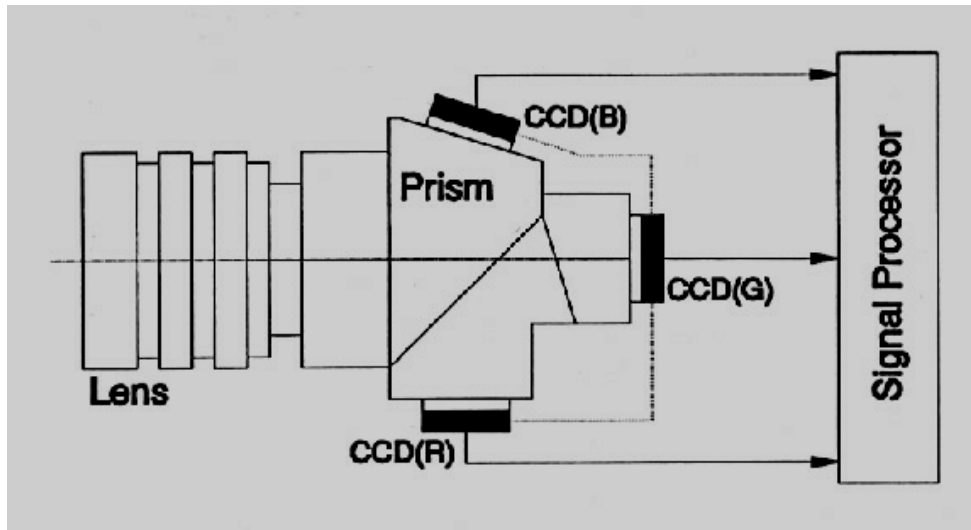 CCD(B)
Prism
CCD(G)
Lens
CCD(R)
Signal Processor